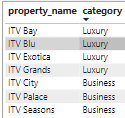 property_name category
ITV Bay Luxury
ITV Blu Luxury
ITV Exotica Luxury
ITV Grands Luxury
ITV City Business
ITV Palace Business
ITV Seasons Business